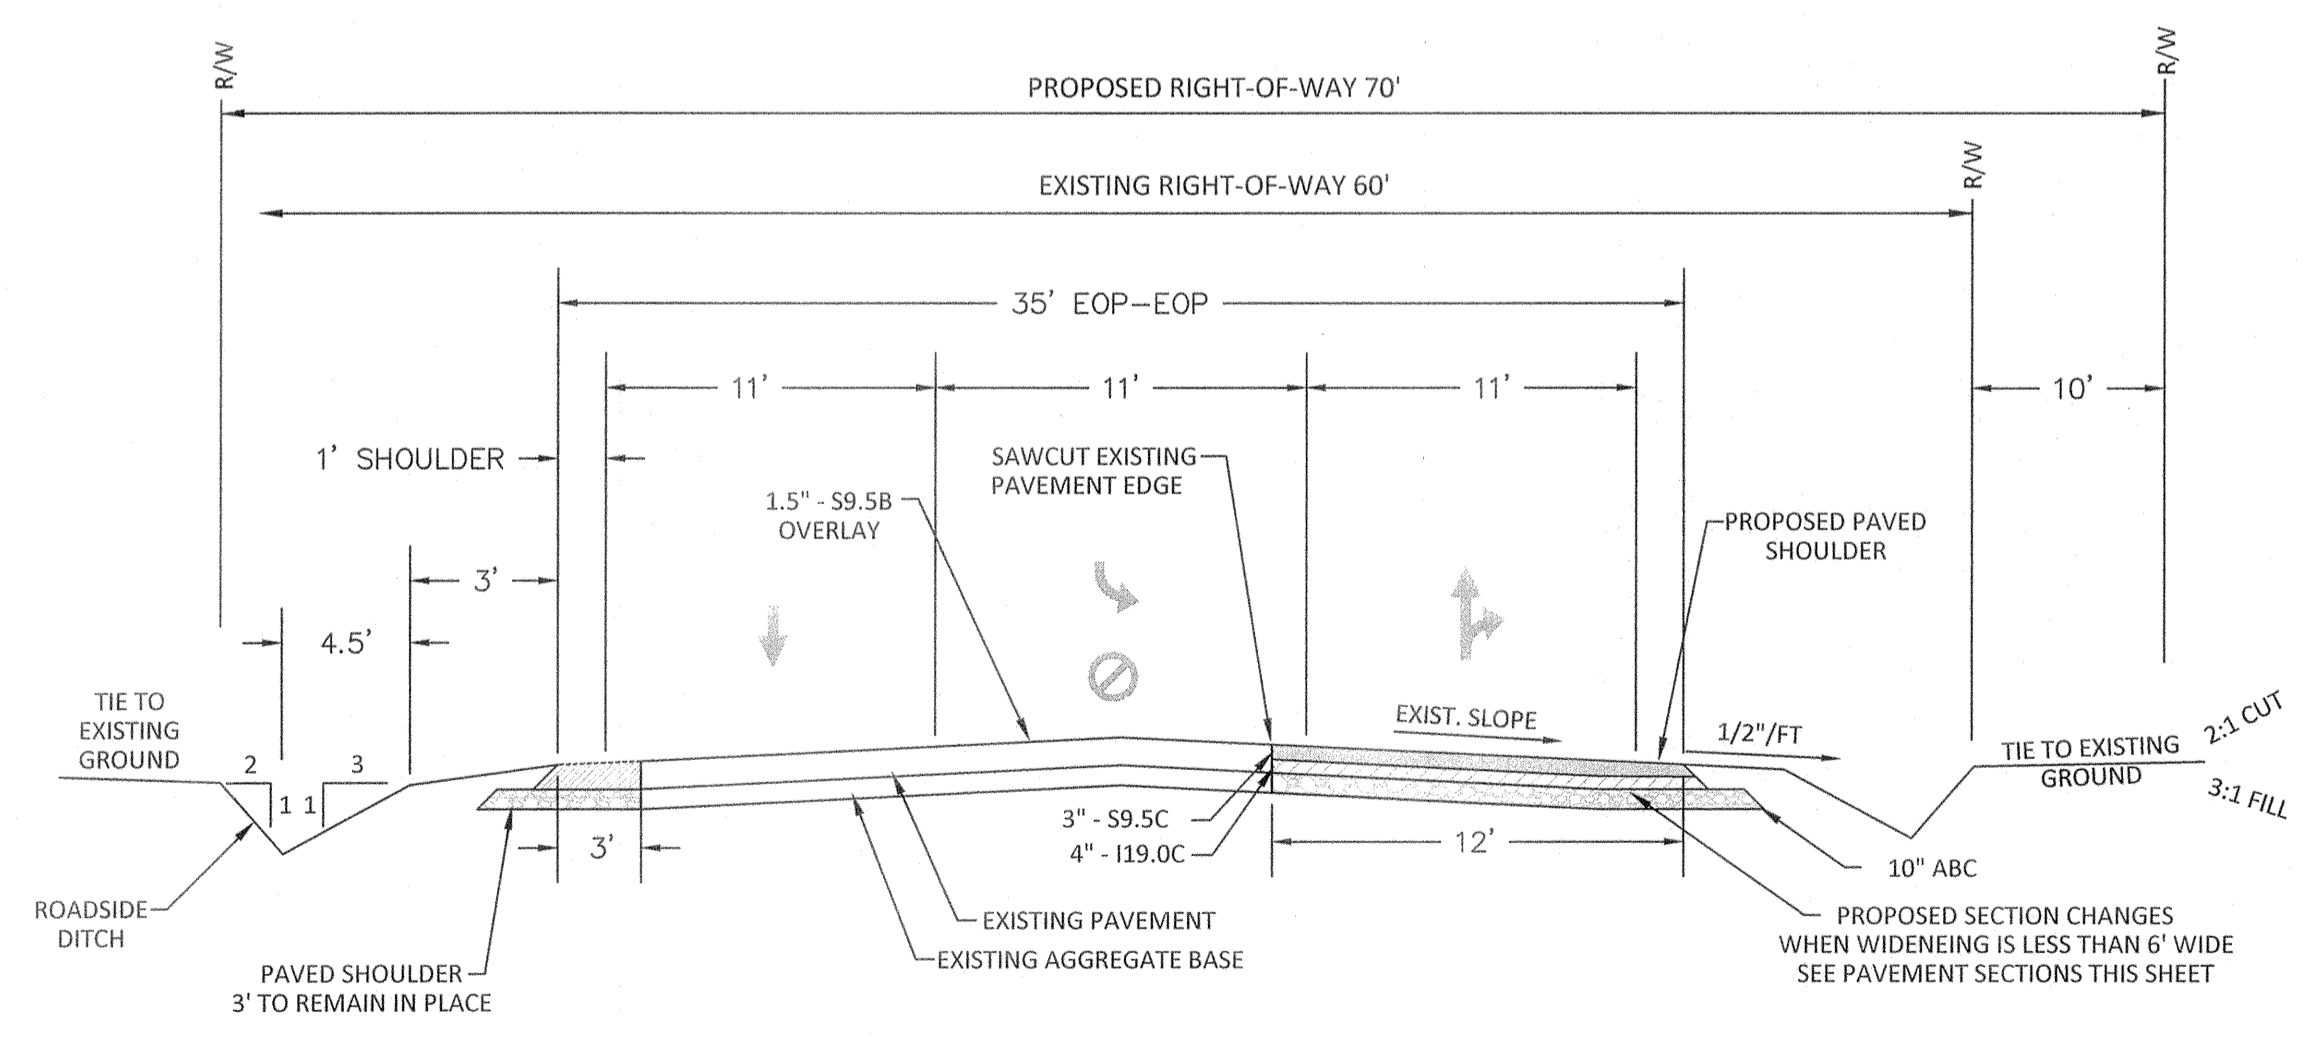 R/W
R/W
PROPOSED RIGHT-OF-WAY 70'
R/W
EXISTING RIGHT-OF-WAY 60'
35' EOP-EOP
11'
11'
11'
10'
1' SHOULDER
SAWCUT EXISTING
PAVEMENT EDGE
1.5" - S9.5B
OVERLAY
PROPOSED PAVED
SHOULDER
3'
4.5'
TIE TO
EXISTING
GROUND
2
3
1 1
EXIST. SLOPE
1/2"/FT
2:1 CUT
TIE TO EXISTING
GROUND
3:1 FILL
3" - S9.5C
4" - I19.0C
3'
12'
10" ABC
ROADSIDE
DITCH
EXISTING PAVEMENT
EXISTING AGGREGATE BASE
PROPOSED SECTION CHANGES
WHEN WIDENEING IS LESS THAN 6' WIDE
SEE PAVEMENT SECTIONS THIS SHEET
PAVED SHOULDER
3' TO REMAIN IN PLACE